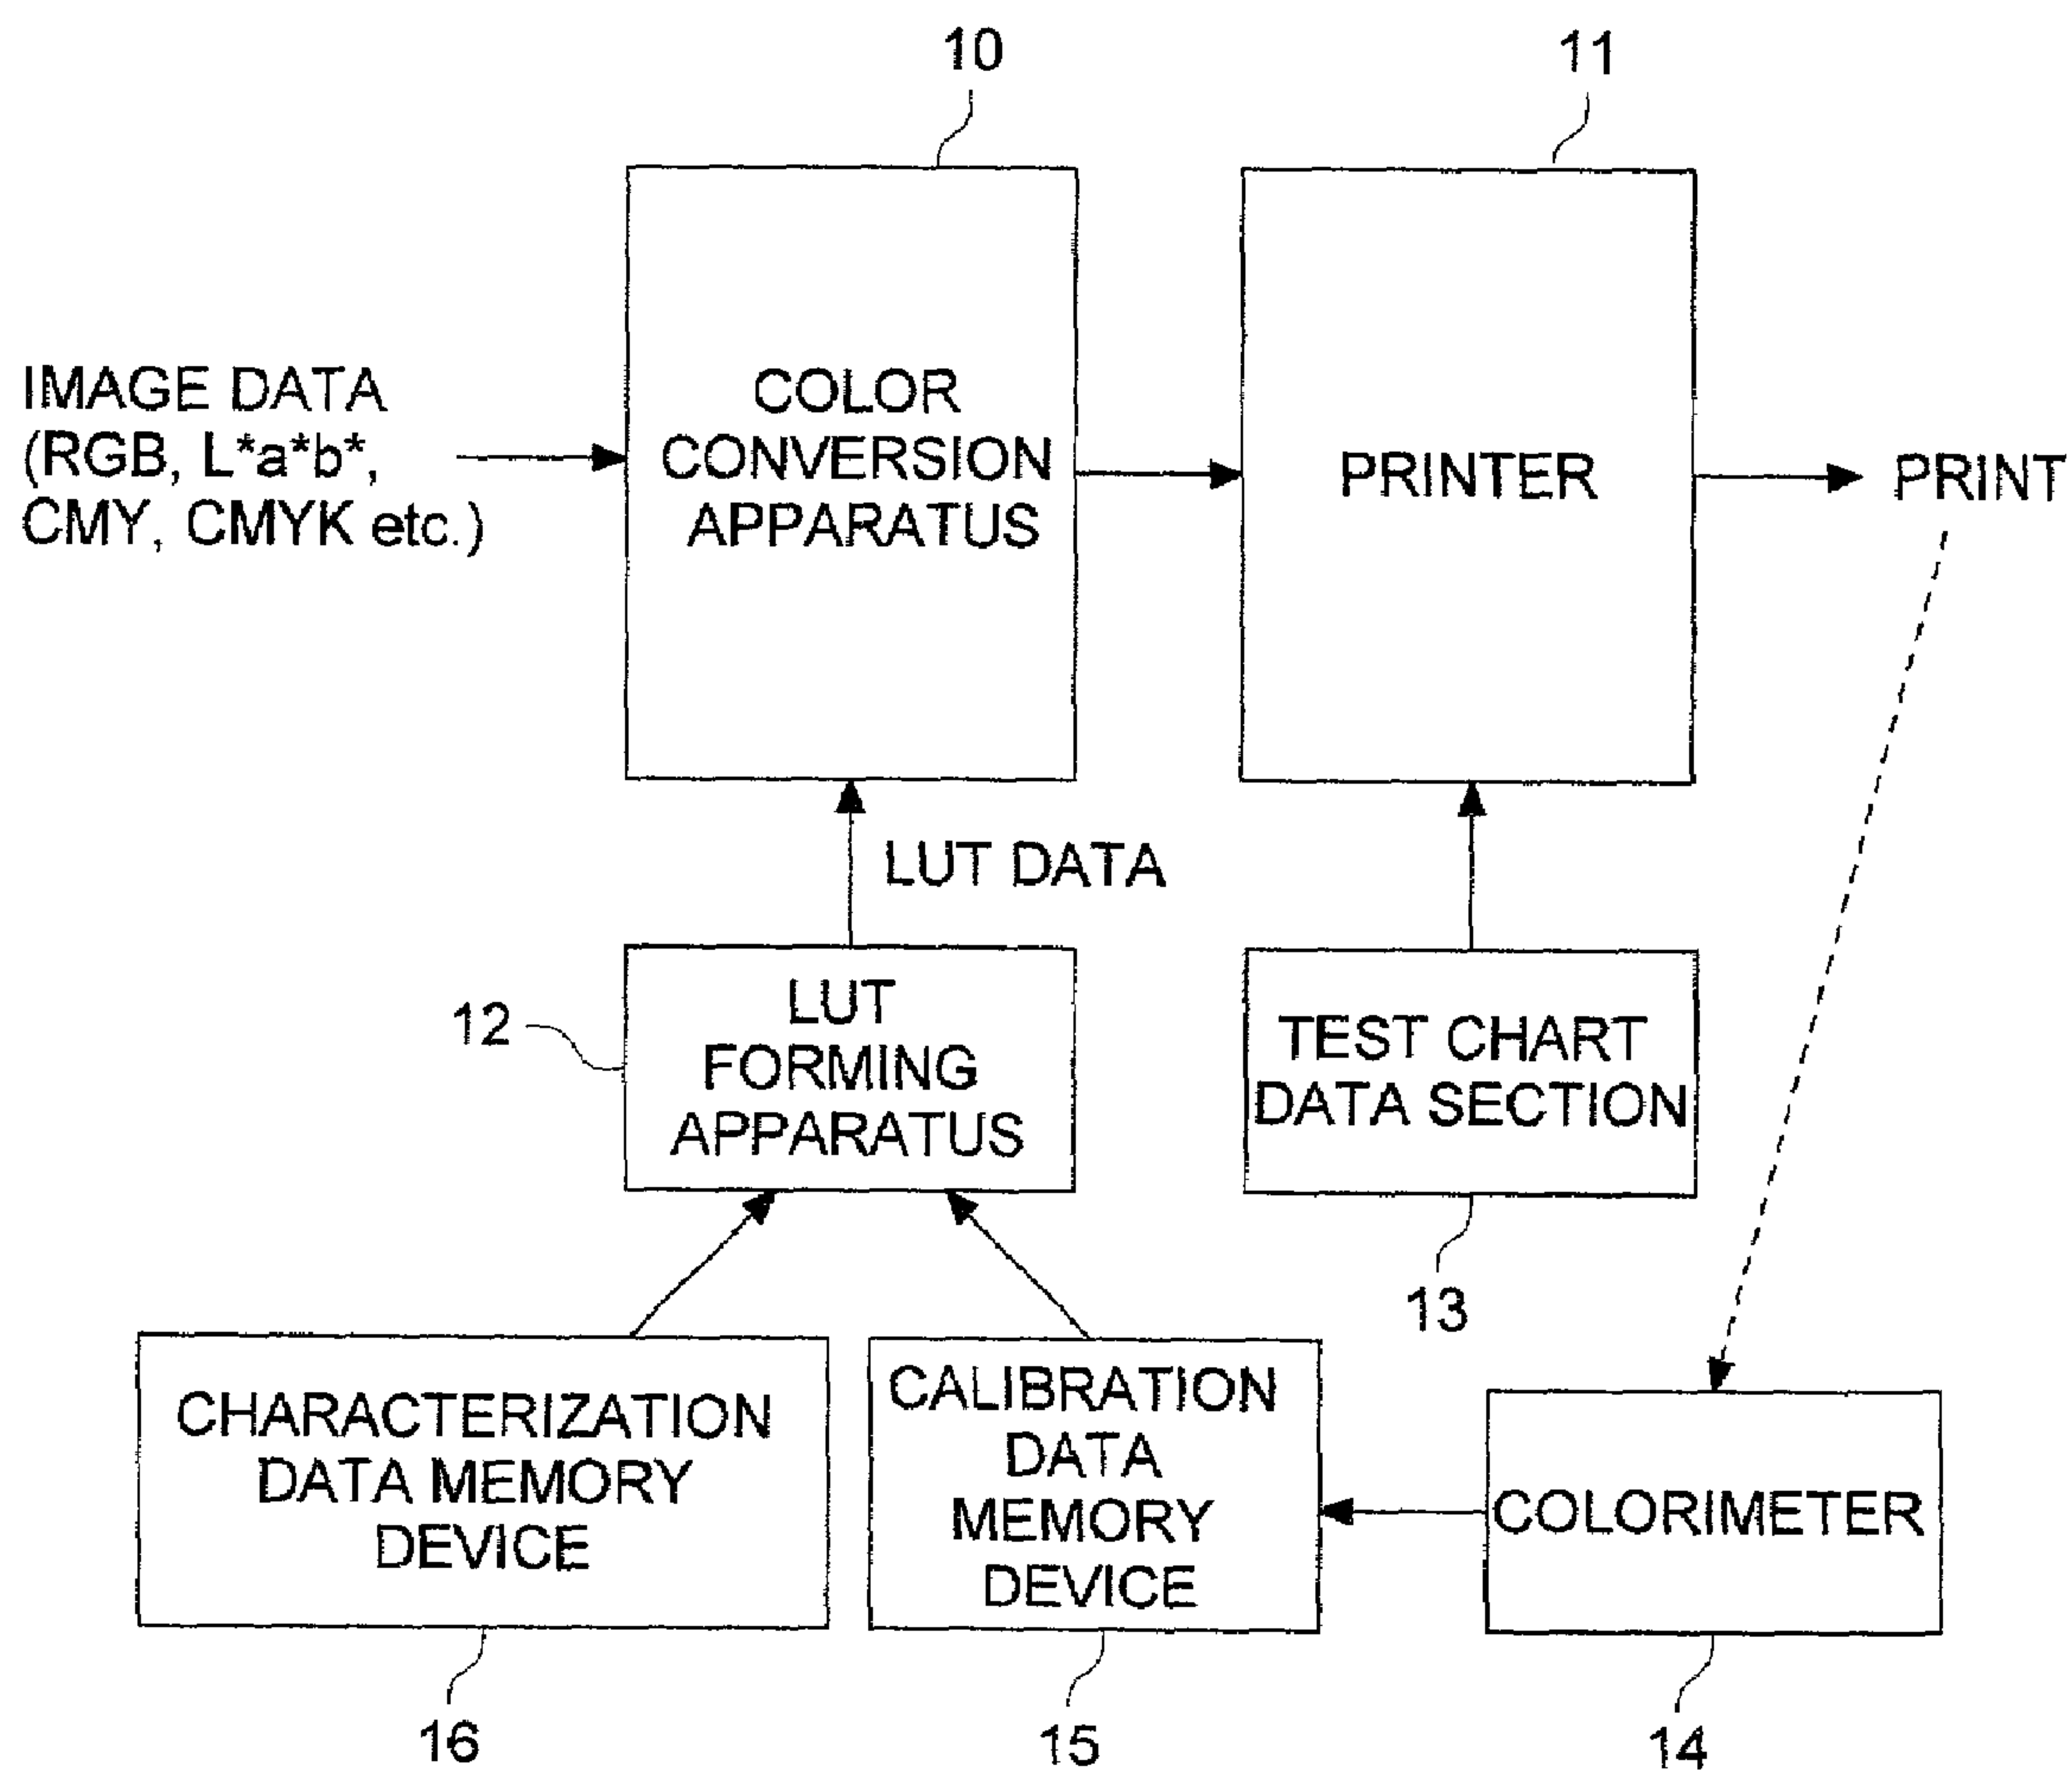 10
11
IMAGE DATA
(RGB, L*a*b*,
CMY, CMYK etc.)
COLOR
CONVERSION
APPARATUS
PRINTER
PRINT
LUT DATA
12
LUT
FORMING
APPARATUS
TEST CHART
DATA SECTION
13
CHARACTERIZATION
DATA MEMORY
DEVICE
CALIBRATION
DATA
MEMORY
DEVICE
COLORIMETER
16
15
14